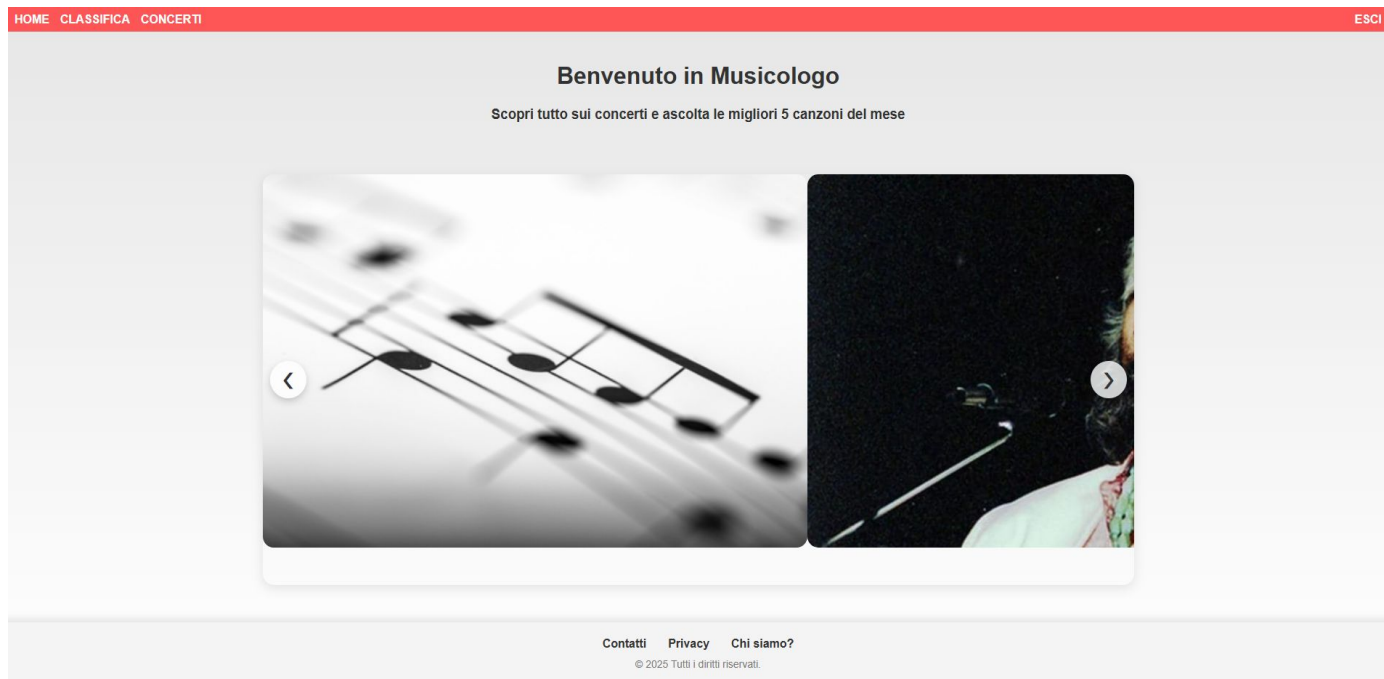 HOME CLASSIFICA CONCERTI ESCI
Benvenuto in Musicologo
Scopri tutto sui concerti e ascolta le migliori 5 canzoni del mese
❮ ❯
Contatti Privacy Chi siamo?
© 2025 Tutti i diritti riservati.